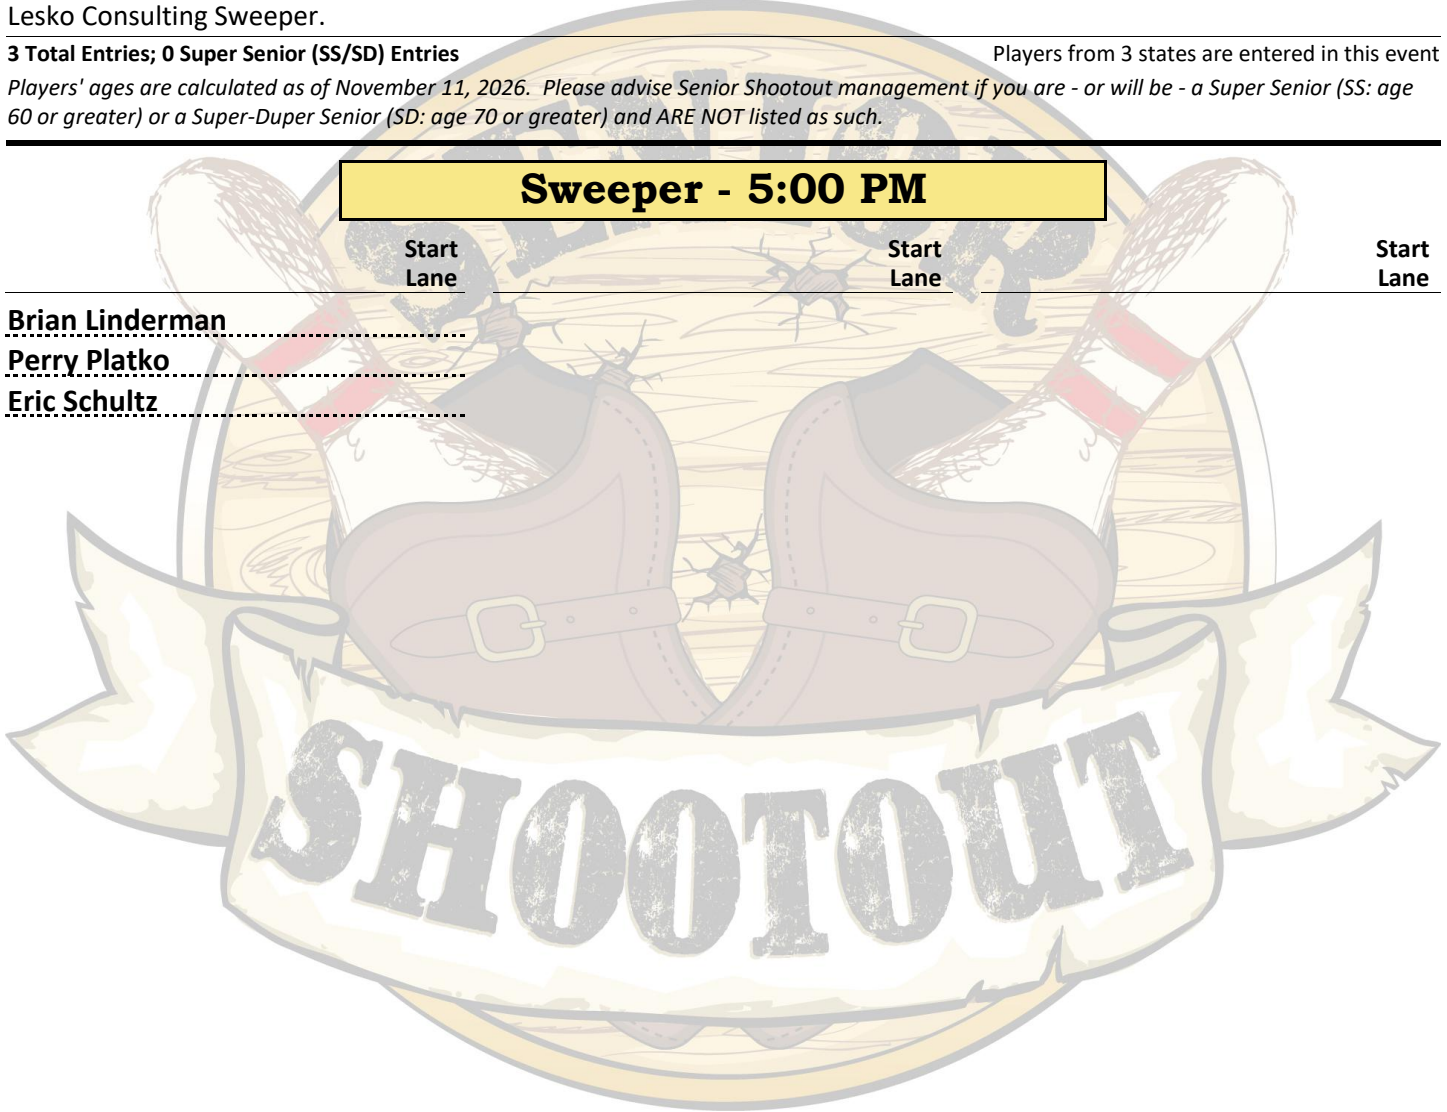 Lesko Consulting Sweeper.
3 Total Entries; 0 Super Senior (SS/SD) Entries
Players from 3 states are entered in this event
Players' ages are calculated as of November 11, 2026.  Please advise Senior Shootout management if you are - or will be - a Super Senior (SS: age
60 or greater) or a Super-Duper Senior (SD: age 70 or greater) and ARE NOT listed as such.
SENIOR
Sweeper - 5:00 PM
Start
Lane
Start
Lane
Start
Lane
Brian Linderman
Perry Platko
Eric Schultz
SHOOTOUT